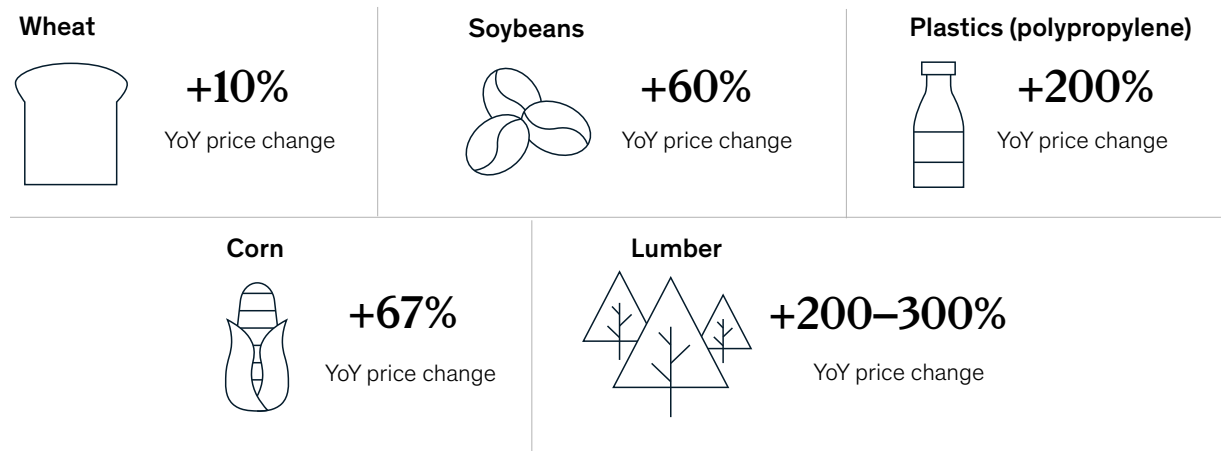 Wheat
+10%
YoY price change
Soybeans
+60%
YoY price change
Plastics (polypropylene)
+200%
YoY price change
Corn
+67%
YoY price change
Lumber
+200–300%
YoY price change